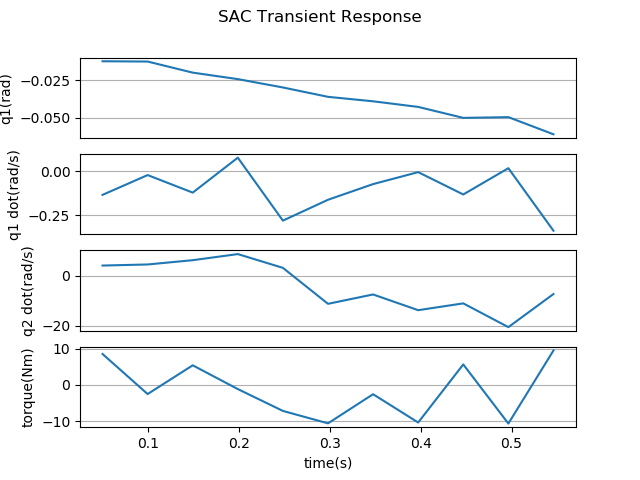 SAC Transient Response
q1(rad)
−0.025
−0.050
q1 dot(rad/s)
0.00
−0.25
q2 dot(rad/s)
0
−20
torque(Nm)
10
0
−10
0.1 0.2 0.3 0.4 0.5
time(s)